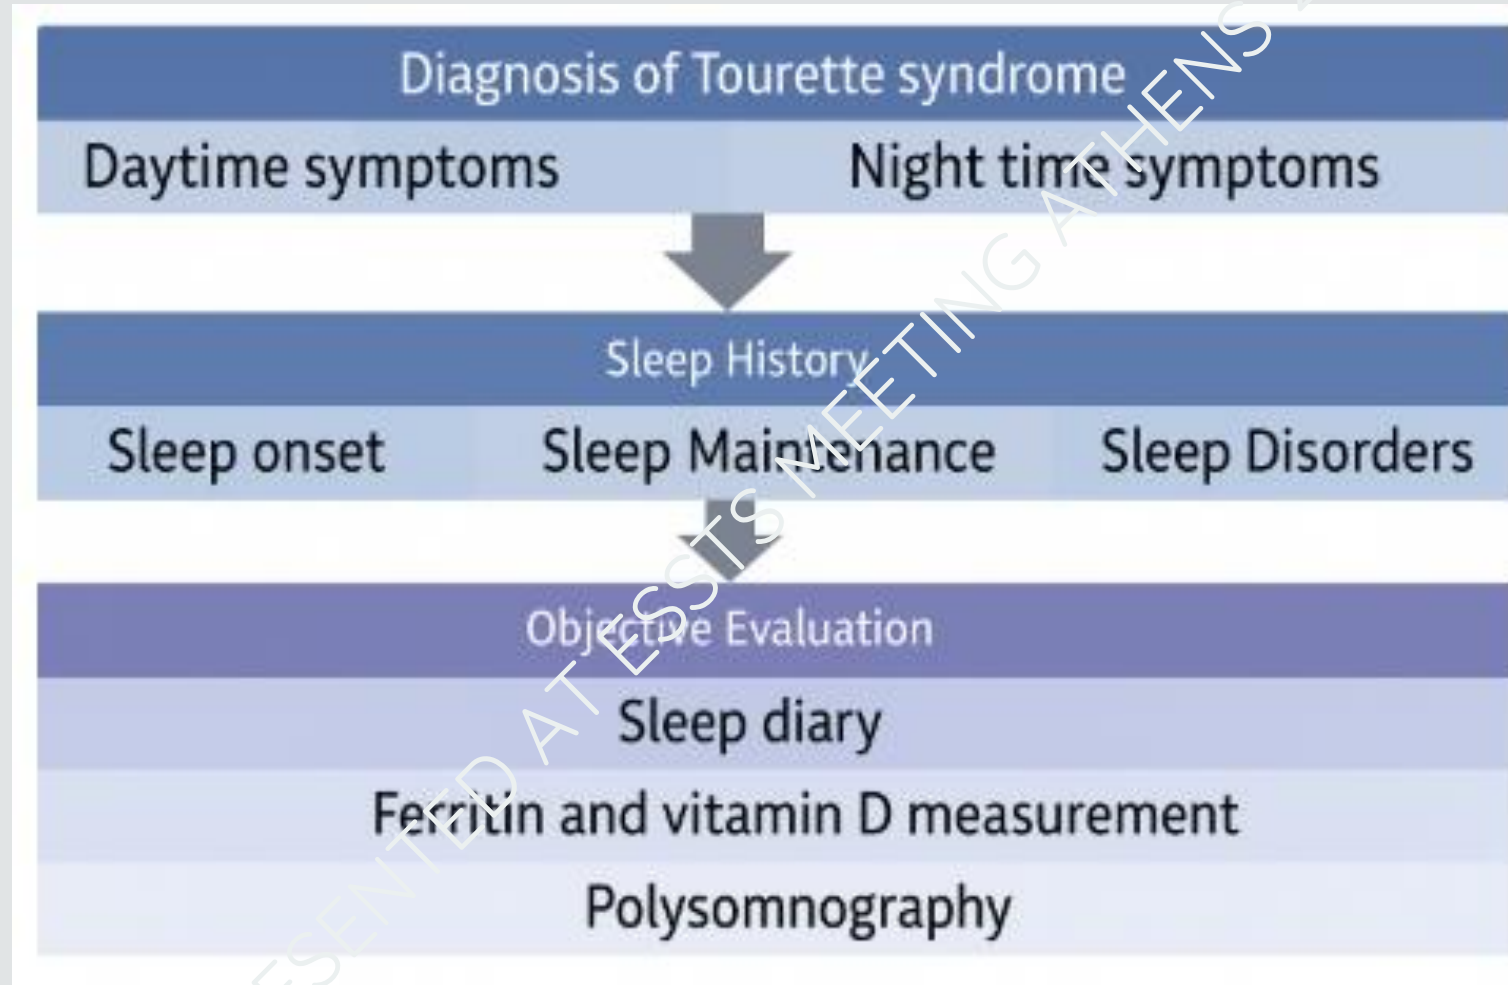 Diagnosis of Tourette syndrome
Daytime symptoms Night time symptoms
Sleep History
Sleep onset Sleep Maintenance Sleep Disorders
Objective Evaluation
Sleep diary
Ferritin and vitamin D measurement
Polysomnography
AT ESSTS MEETING ATHENS